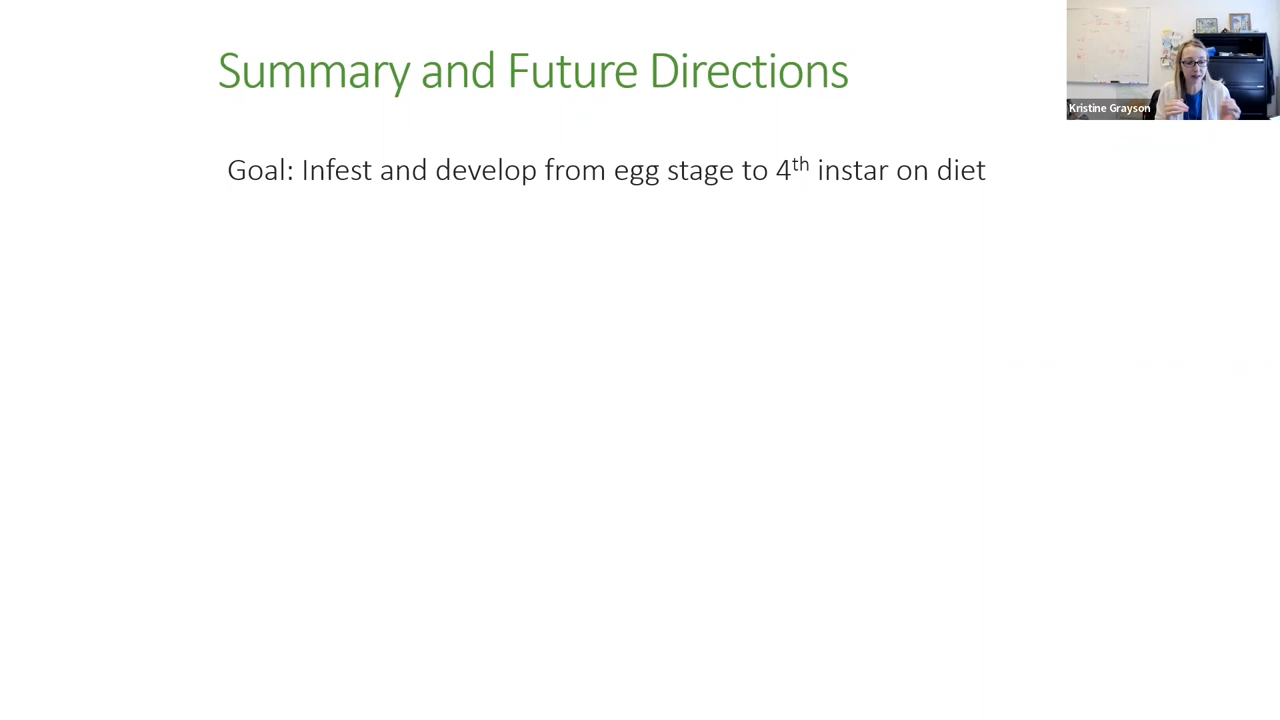 Summary and Future Directions
Kristine Grayson
Goal: Infest and develop from egg stage to 4th instar on diet